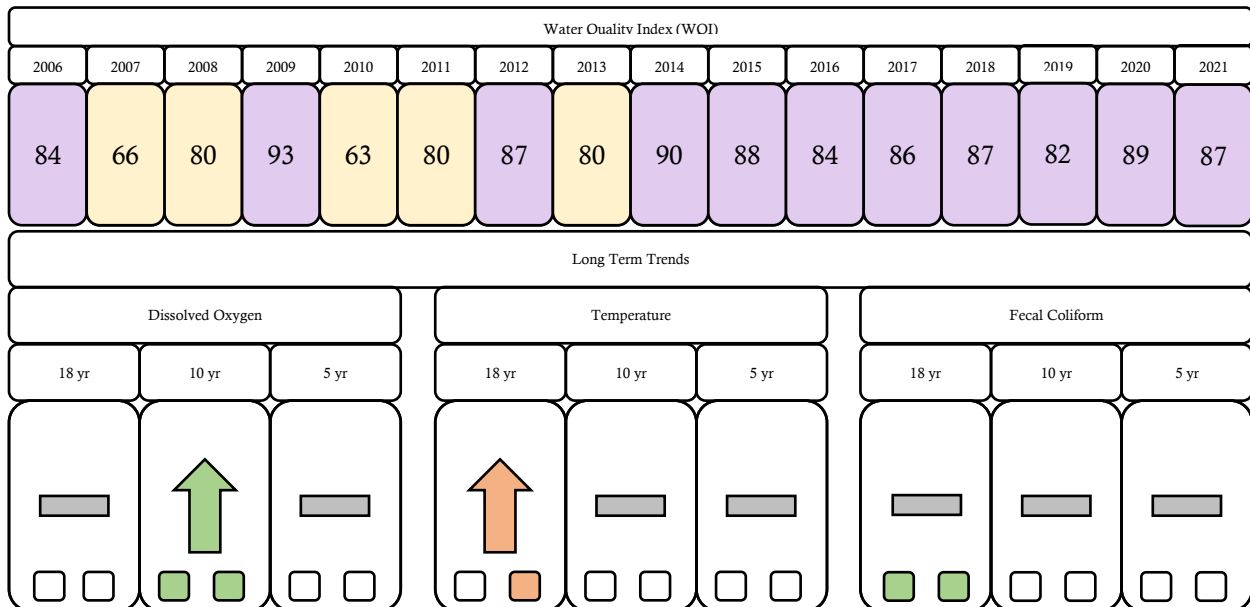 Water Quality Index (WQI)
2006 2007 2008 2009 2010 2011 2012 2013 2014 2015 2016 2017 2018 2019 2020 2021
84 66 80 93 63 80 87 80 90 88 84 86 87 82 89 87
Long Term Trends
Dissolved Oxygen Temperature Fecal Coliform
18 yr 10 yr 5 yr 18 yr 10 yr 5 yr 18 yr 10 yr 5 yr